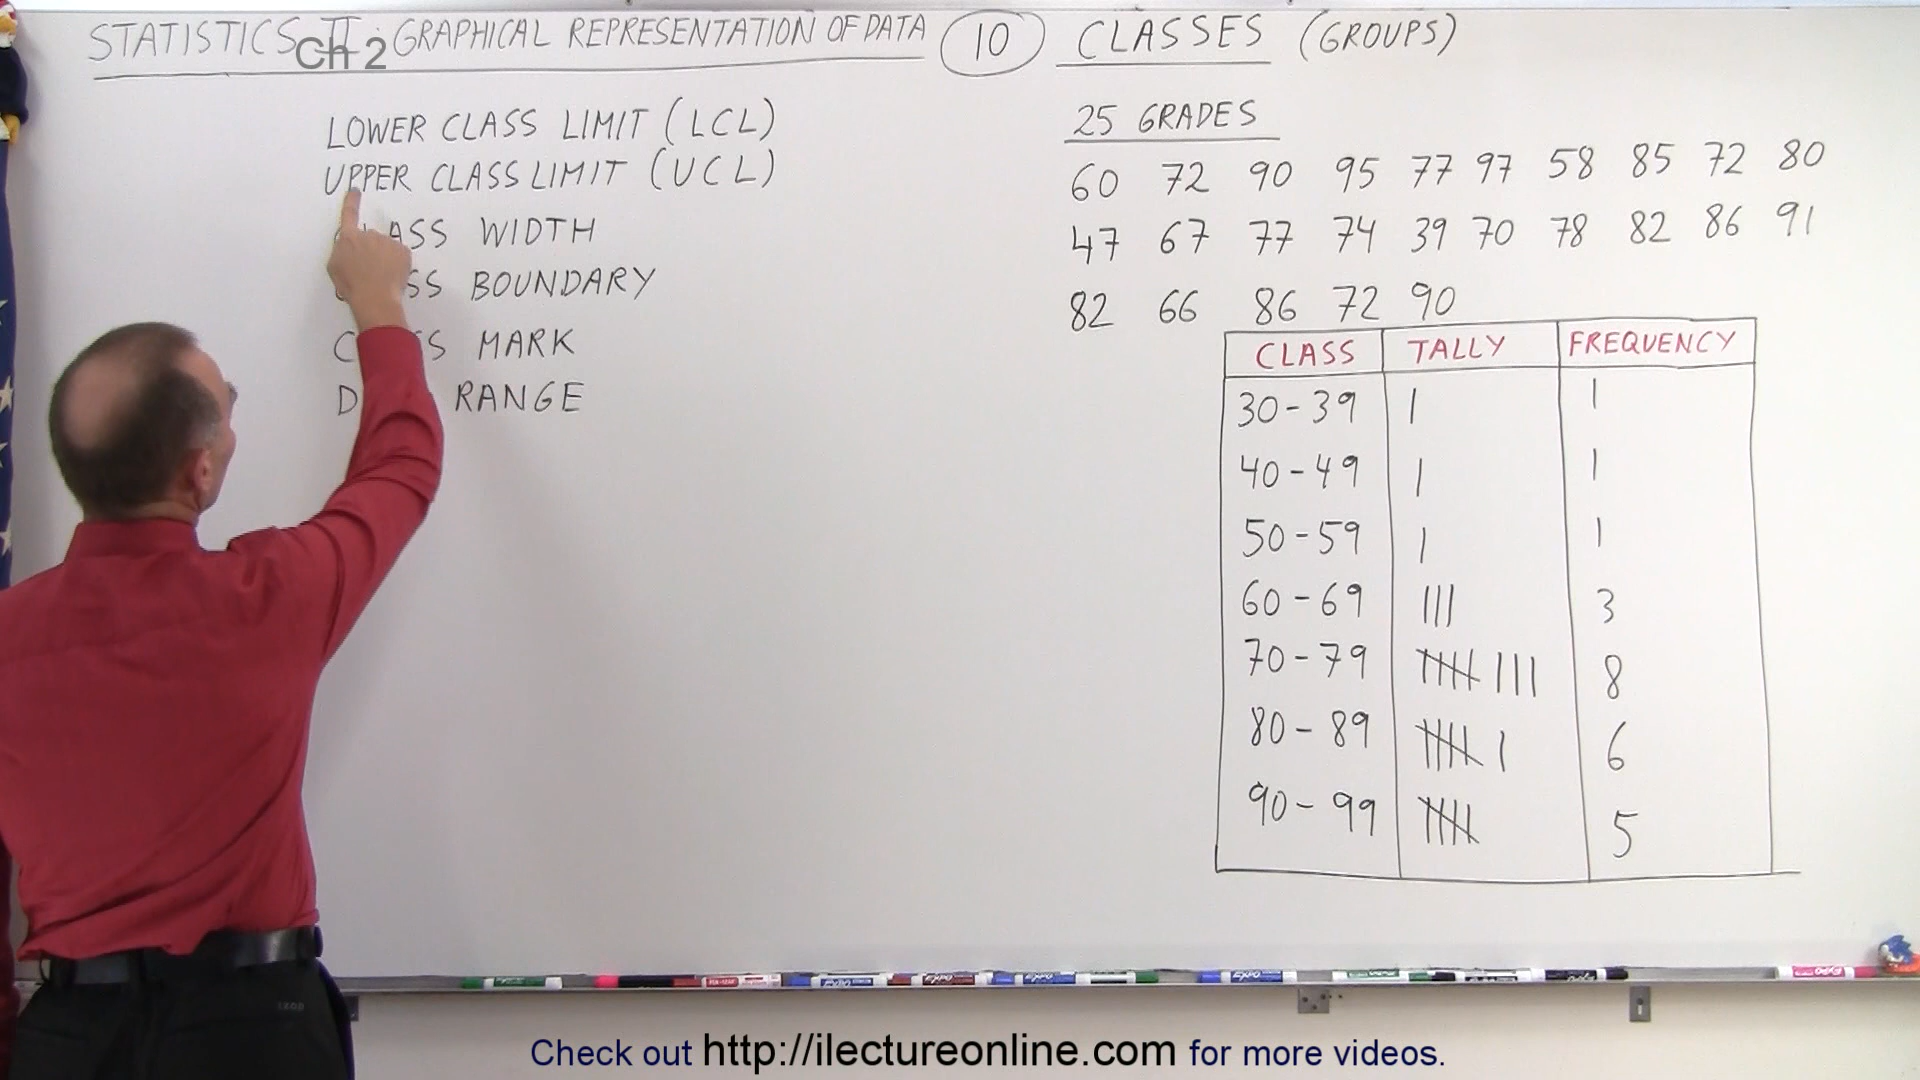 STATISTICS II: GRAPHICAL REPRESENTATION OF DATA 10 CLASSES (GROUPS)
Ch 2
LOWER CLASS LIMIT (LCL)
UPPER CLASS LIMIT (UCL)
WIDTH
BOUNDARY
MARK
RANGE
25 GRADES
60 72 90 95 77 97 58 85 72 80
47 67 77 74 39 70 78 82 86 91
82 66 86 72 90
CLASS TALLY FREQUENCY
30-39 | 1
40-49 | 1
50-59 | 1
60-69 ||| 3
70-79 |||| ||| 8
80-89 |||| | 6
90-99 |||| 5
IZOD
Check out http://ilectureonline.com for more videos.